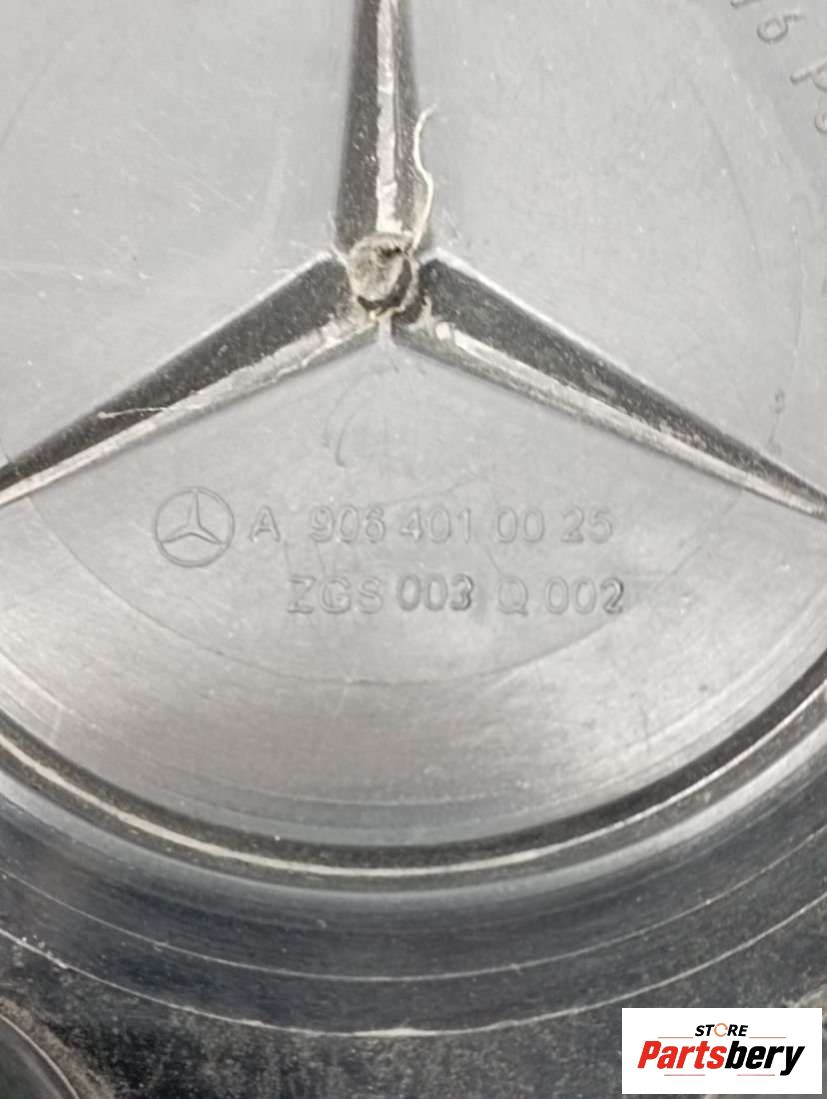 A 906 401 00 25
ZGS 003 Q 002
STORE
Partsbery